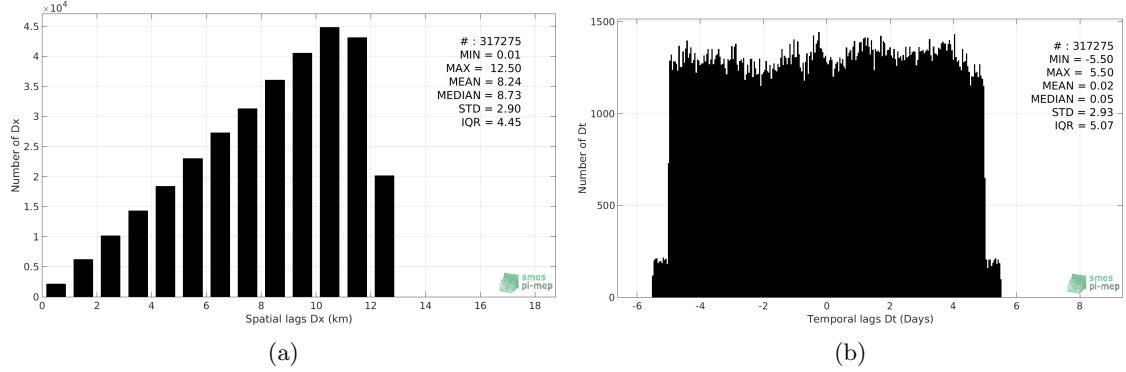 ×10⁴
4.5
4
3.5
3
2.5
2
1.5
1
0.5
0
Number of Dx
# : 317275
MIN = 0.01
MAX = 12.50
MEAN = 8.24
MEDIAN = 8.73
STD = 2.90
IQR = 4.45
smos
pi-mep
0 2 4 6 8 10 12 14 16 18
Spatial lags Dx (km)
(a)
1500
1000
500
0
Number of Dt
# : 317275
MIN = -5.50
MAX = 5.50
MEAN = 0.02
MEDIAN = 0.05
STD = 2.93
IQR = 5.07
smos
pi-mep
-6 -4 -2 0 2 4 6 8
Temporal lags Dt (Days)
(b)